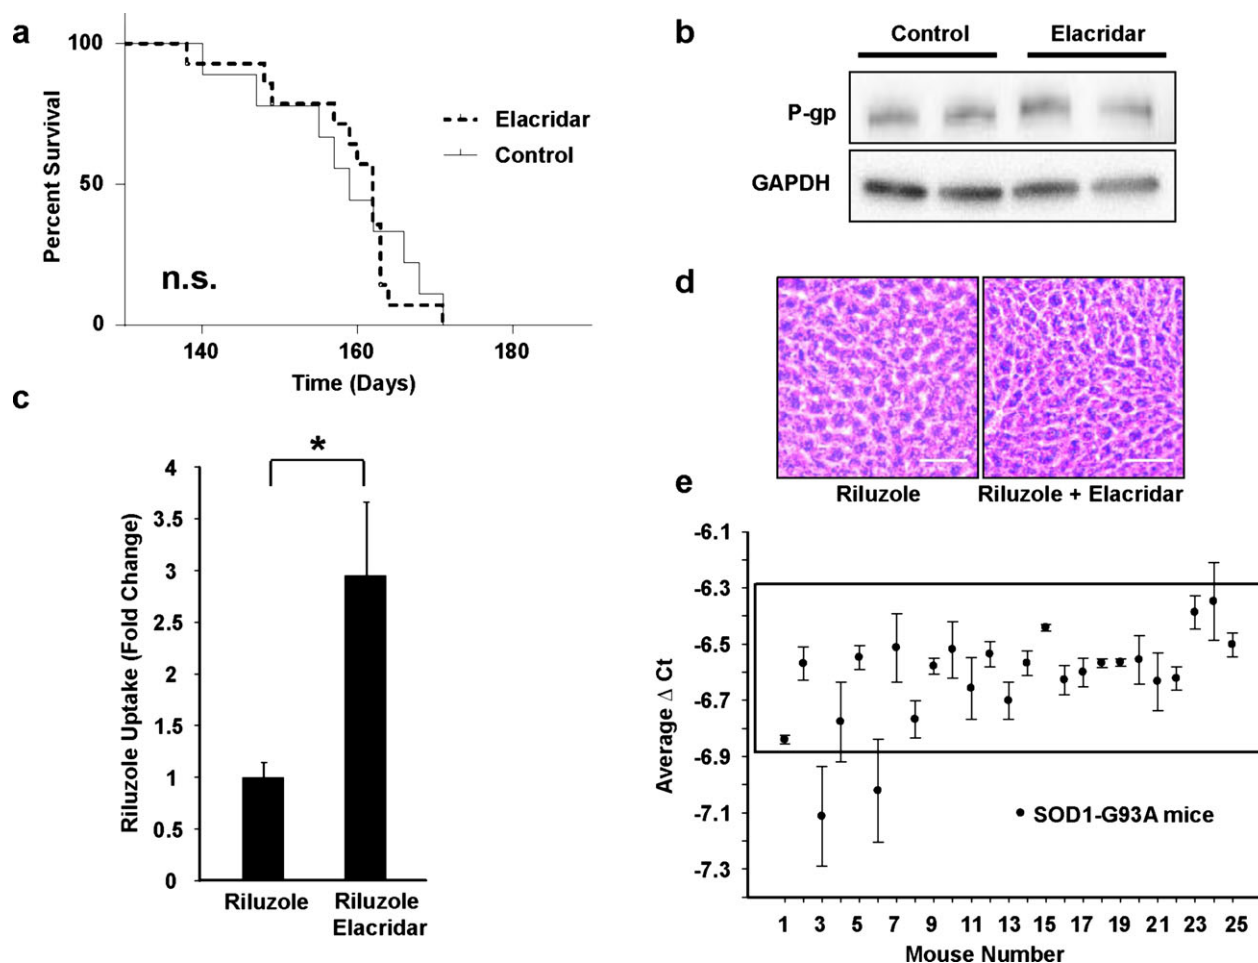 a
100
50
0
Percent Survival
Elacridar
Control
n.s.
140 160 180
Time (Days)
b
Control Elacridar
P-gp
GAPDH
c
4
3.5
3
2.5
2
1.5
1
0.5
0
Riluzole Uptake (Fold Change)
*
Riluzole
Riluzole
Elacridar
d
Riluzole Riluzole + Elacridar
e
-6.1
-6.3
-6.5
-6.7
-6.9
-7.1
-7.3
Average Δ Ct
SOD1-G93A mice
1 3 5 7 9 11 13 15 17 19 21 23 25
Mouse Number